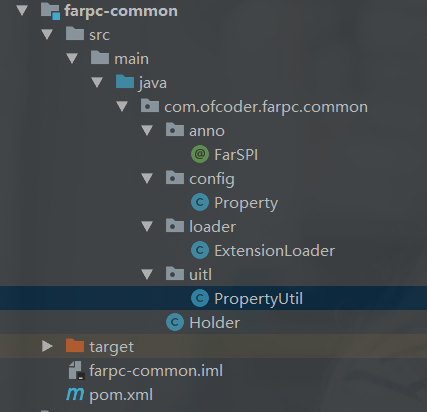 farpc-common
src
main
java
com.ofcoder.farpc.common
anno
@ FarSPI
config
C Property
loader
C ExtensionLoader
uitl
C PropertyUtil
C Holder
target
farpc-common.iml
m pom.xml